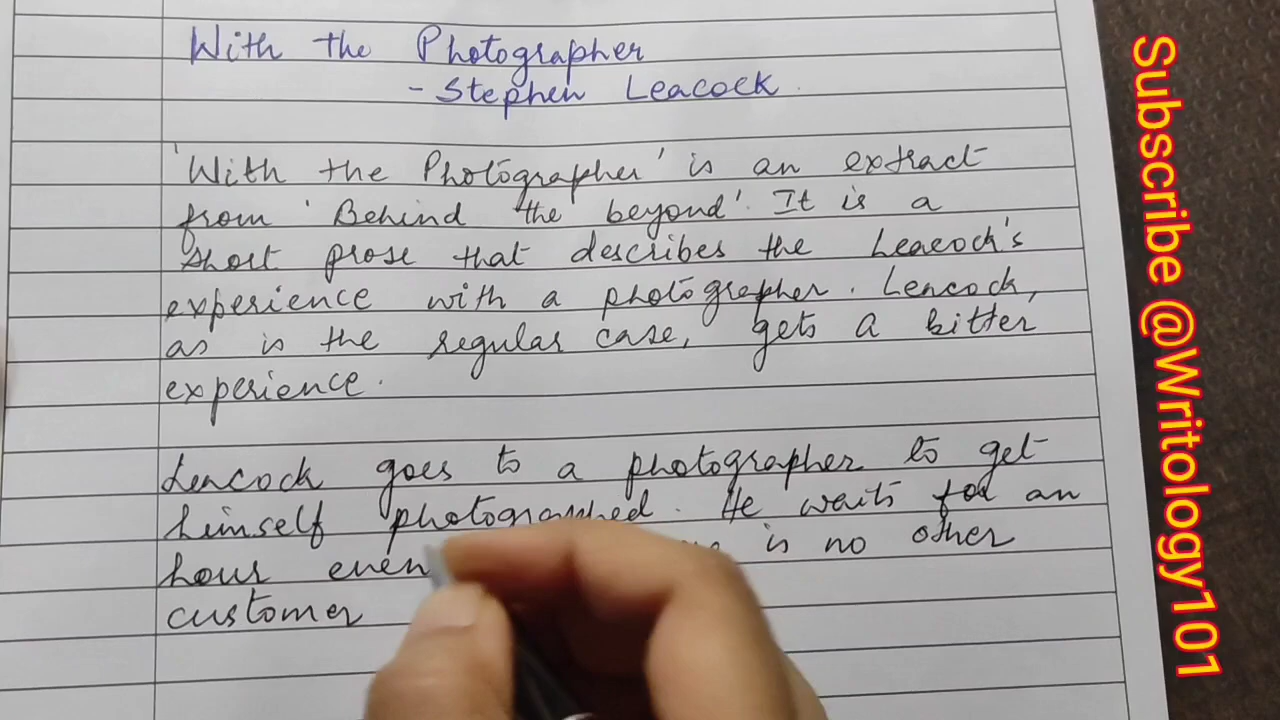 With the Photographer
- Stephen Leacock.
'With the Photographer' is an extract
from 'Behind the beyond'. It is a
short prose that describes the Leacock's
experience with a photographer. Leacock,
as is the regular case, gets a bitter
experience.
Leacock goes to a photographer to get
himself photographed. He waits for an
hour even is no other
customer
Subscribe @Writology101